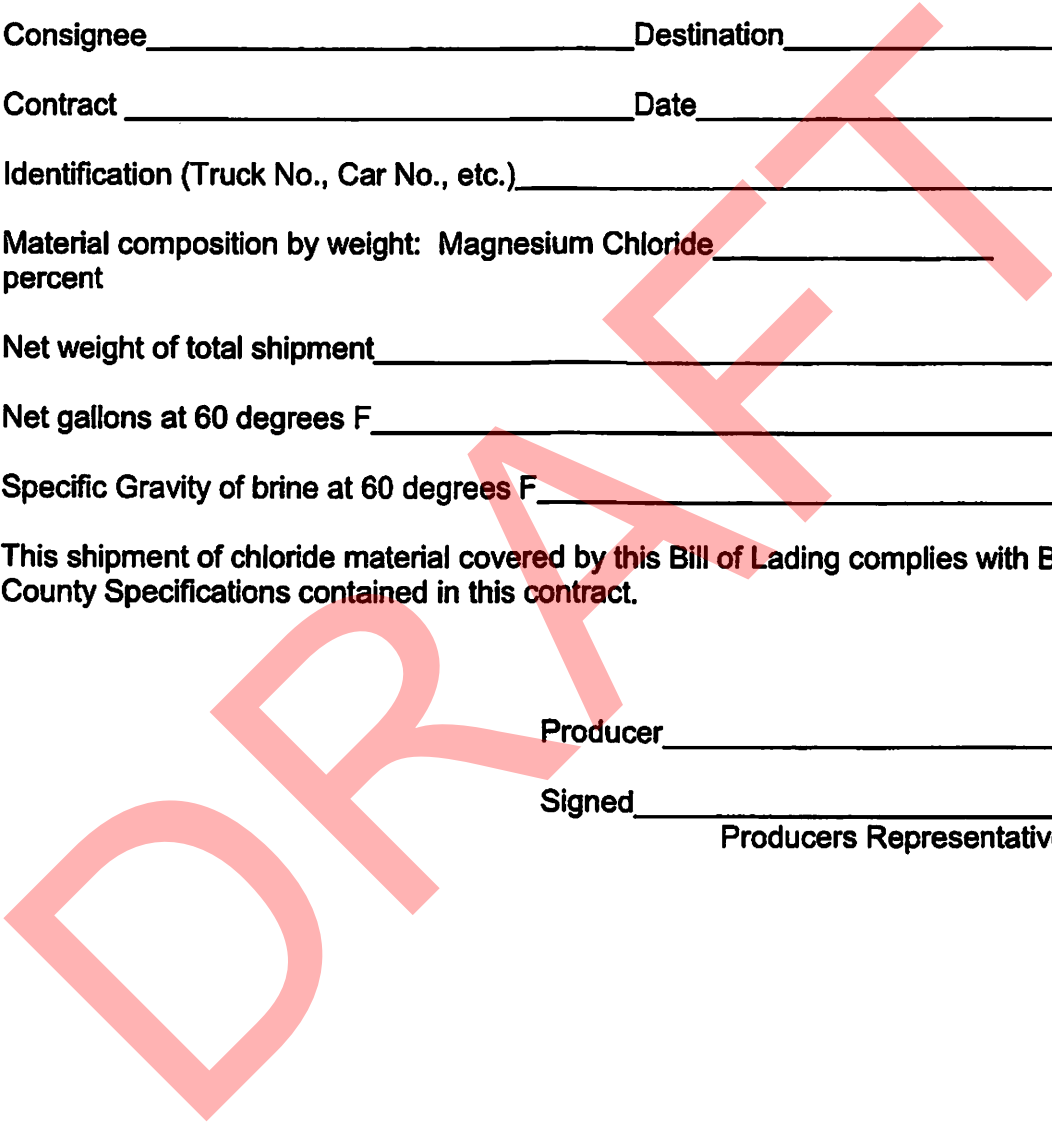 Consignee Destination
Contract Date
Identification (Truck No., Car No., etc.)
Material composition by weight: Magnesium Chloride
percent
Net weight of total shipment
Net gallons at 60 degrees F
Specific Gravity of brine at 60 degrees F
This shipment of chloride material covered by this Bill of Lading complies with
County Specifications contained in this contract.
Producer
Signed
Producers Representative
DRAFT